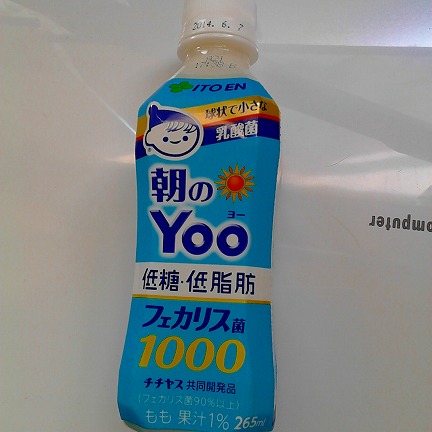 2014.6.7
ITO EN
球状で小さな
乳酸菌
朝の
ヨー
Yoo
低糖・低脂肪
フェカリス菌
1000
チチヤス 共同開発品
(フェカリス菌90%以上)
もも 果汁1% 265ml
omputer